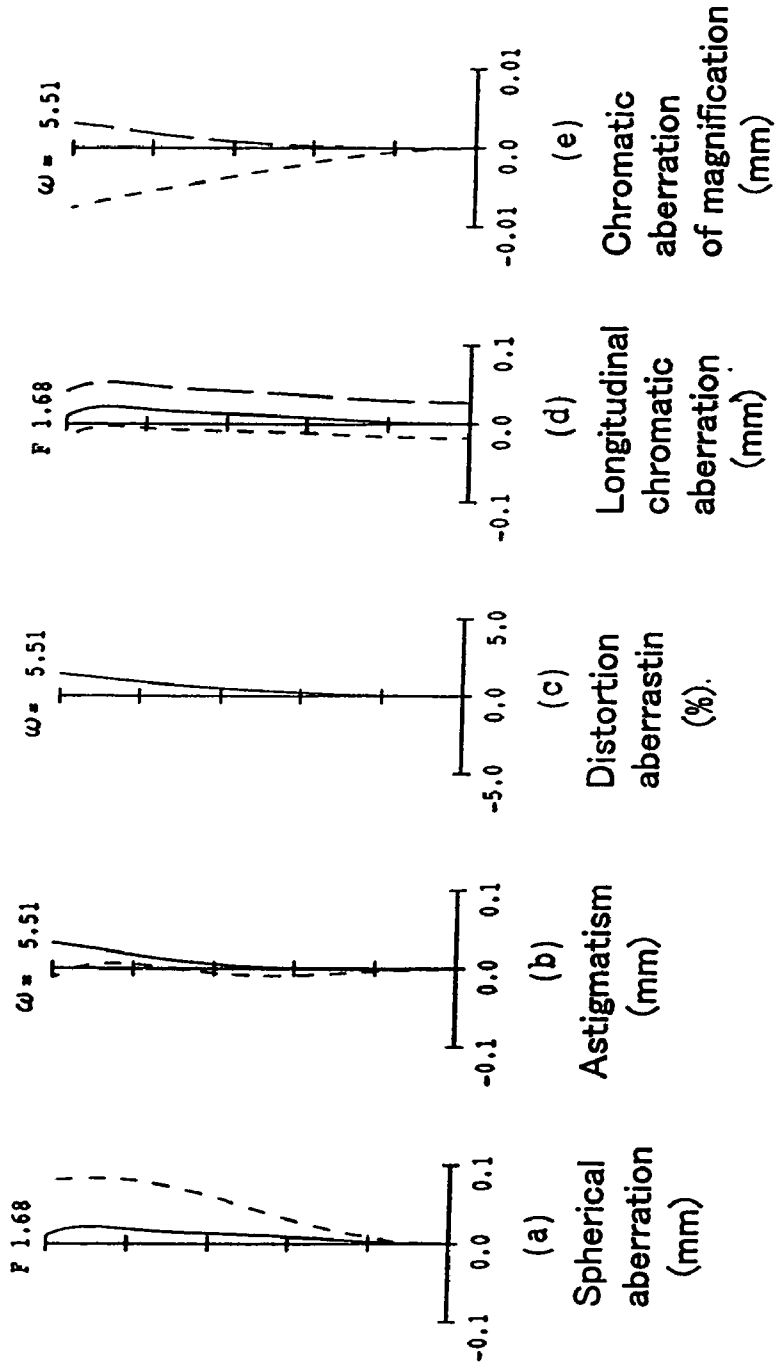 F 1.68
-0.1 0.0 0.1
(a)
Spherical
aberration
(mm)
ω= 5.51
-0.1 0.0 0.1
(b)
Astigmatism
(mm)
ω= 5.51
-5.0 0.0 5.0
(c)
Distortion
aberrastin
(%).
F 1.68
-0.1 0.0 0.1
(d)
Longitudinal
chromatic
aberration
(mm)
ω= 5.51
-0.01 0.0 0.01
(e)
Chromatic
aberration
of magnification
(mm)